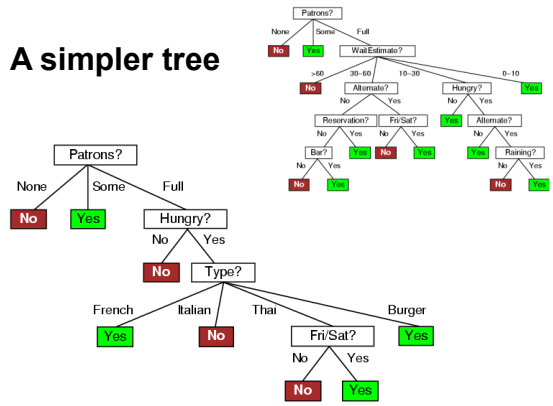 A simpler tree
Patrons?
None Some Full
No Yes WaitEstimate?
>60 30–60 10–30 0–10
No Alternate? Hungry? Yes
No Yes No Yes
Reservation? Fri/Sat? Yes Alternate?
No Yes No Yes No Yes
Bar? Yes No Yes Yes Raining?
No Yes No Yes
No Yes No Yes
Patrons?
None Some Full
No Yes Hungry?
No Yes
No Type?
French Italian Thai Burger
Yes No Fri/Sat? Yes
No Yes
No Yes